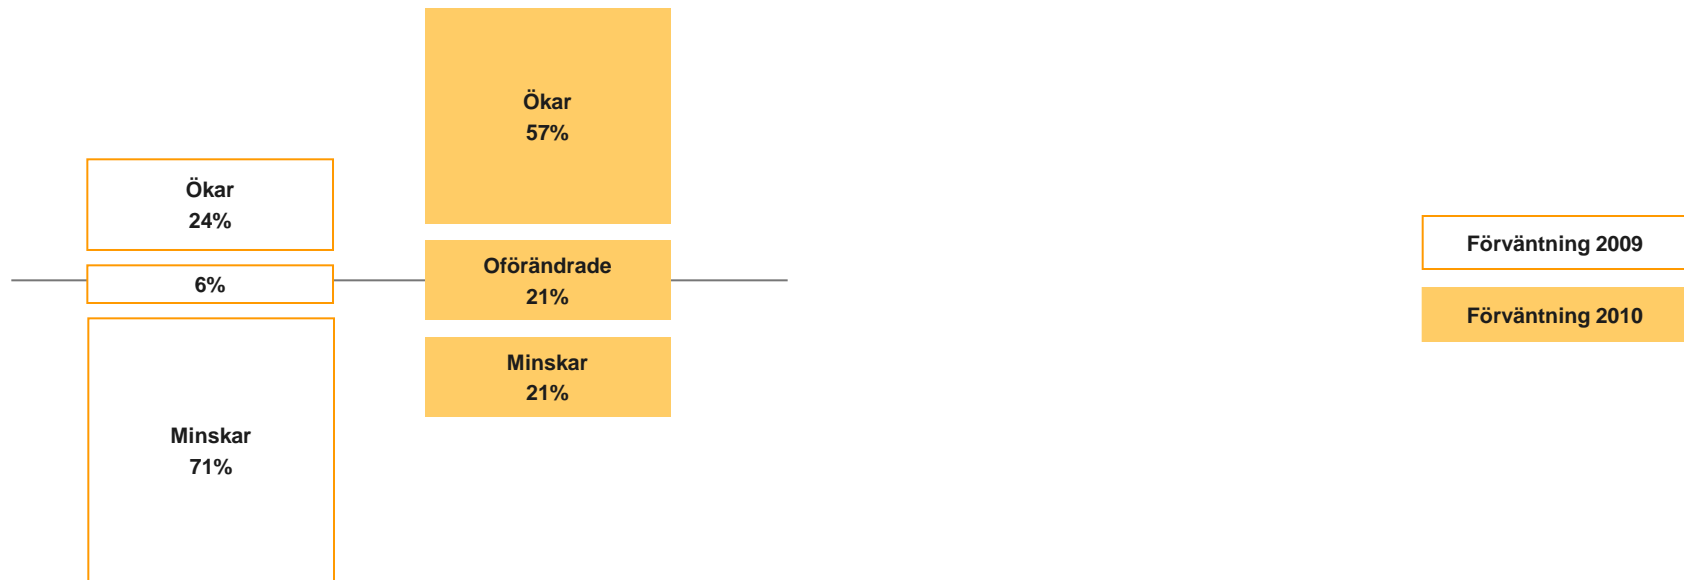 Ökar
24%
6%
Minskar
71%
Ökar
57%
Oförändrade
21%
Minskar
21%
Förväntning 2009
Förväntning 2010